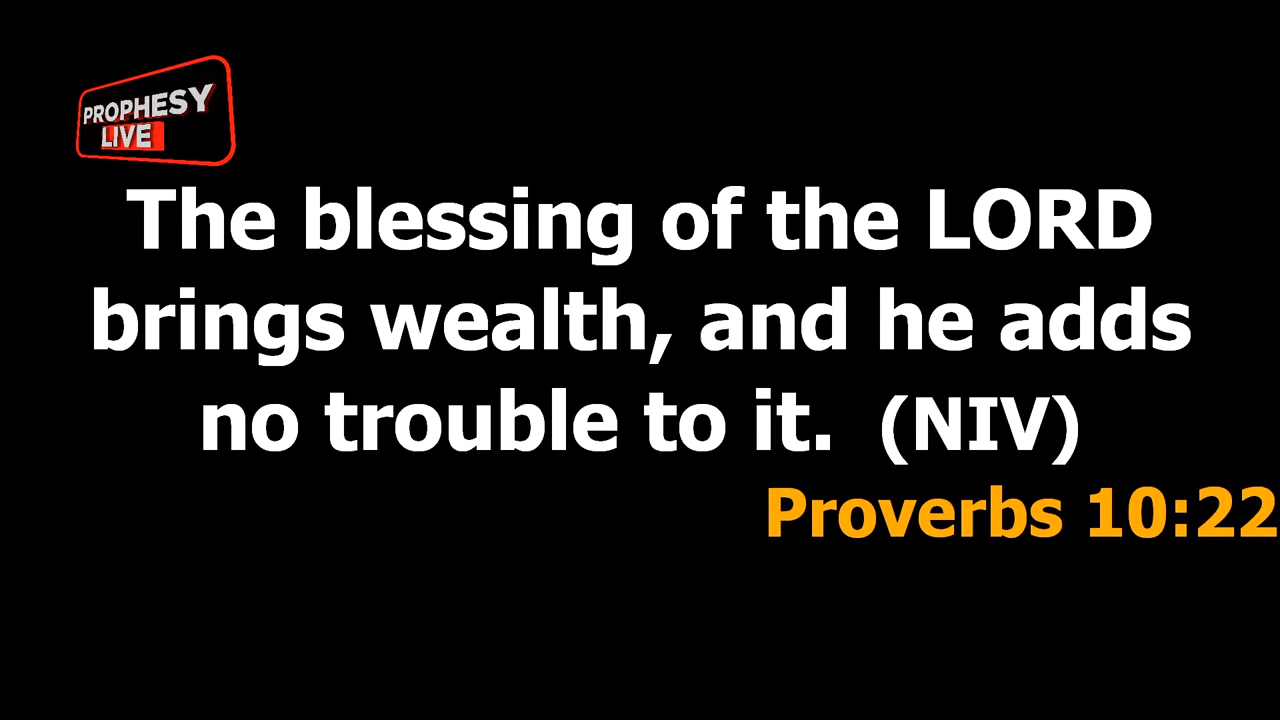 PROPHESY
LIVE
The blessing of the LORD
brings wealth, and he adds
no trouble to it. (NIV)
Proverbs 10:22